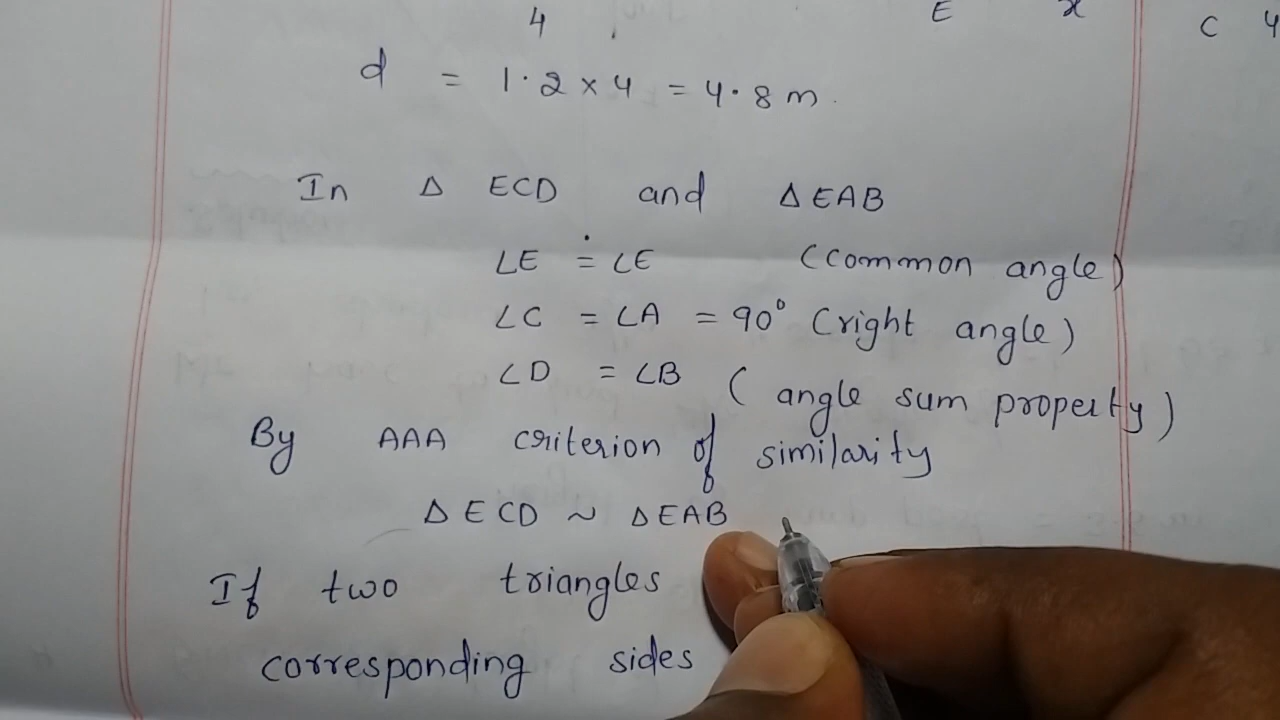 4
E x C 4
d = 1.2 × 4 = 4.8 m.
In Δ ECD and Δ EAB
∠E = ∠E (common angle)
∠C = ∠A = 90° (right angle)
∠D = ∠B (angle sum property)
By AAA criterion of similarity
Δ ECD ~ Δ EAB
If two triangles
corresponding sides